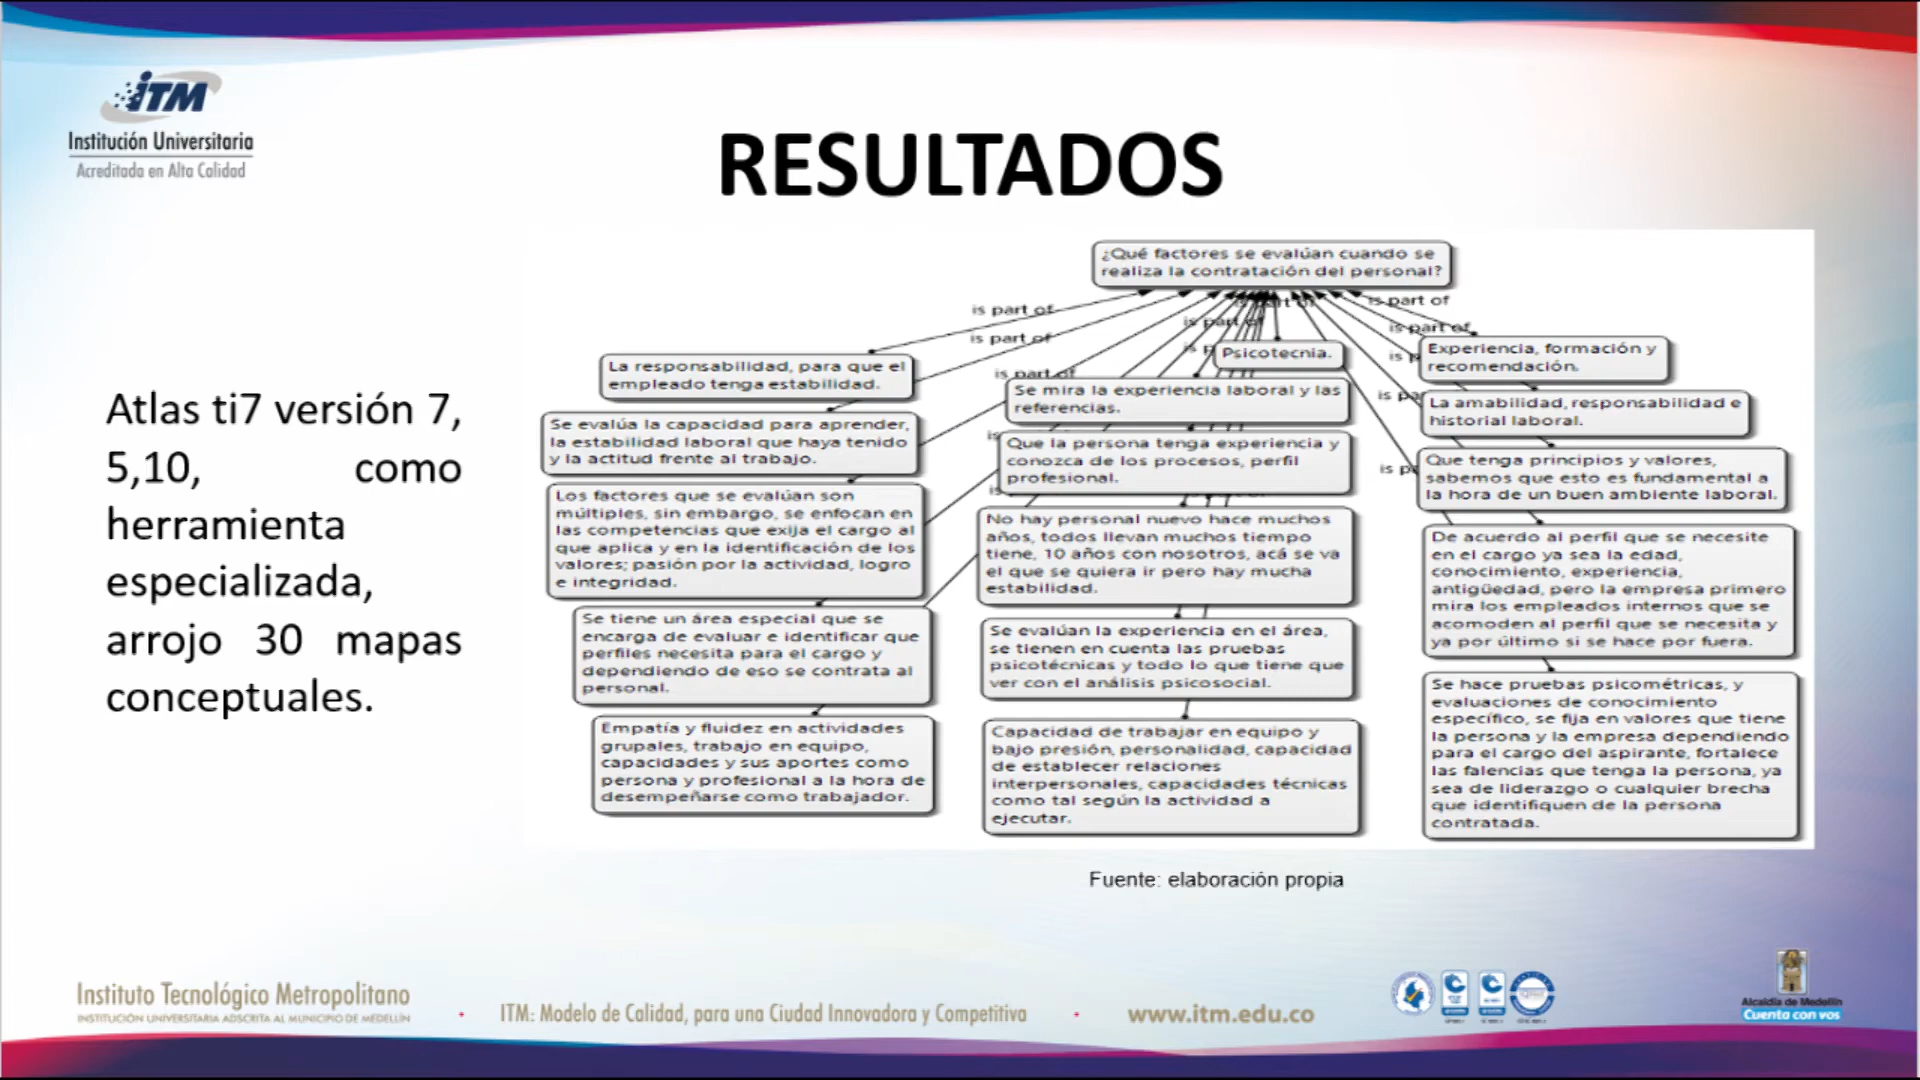 iTM
Institución Universitaria
Acreditada en Alta Calidad
RESULTADOS
Atlas ti7 versión 7,
5,10, como
herramienta
especializada,
arrojo 30 mapas
conceptuales.
¿Qué factores se evalúan cuando se
realiza la contratación del personal?
is part of
is part of
is part of
is part of
is part of
is part of
is part of
La responsabilidad, para que el
empleado tenga estabilidad.
Se evalúa la capacidad para aprender,
la estabilidad laboral que haya tenido
y la actitud frente al trabajo.
Los factores que se evalúan son
múltiples, sin embargo, se enfocan en
las competencias que exija el cargo al
que aplica y en la identificación de los
valores; pasión por la actividad, logro
e integridad.
Se tiene un área especial que se
encarga de evaluar e identificar que
perfiles necesita para el cargo y
dependiendo de eso se contrata al
personal.
Empatía y fluidez en actividades
grupales, trabajo en equipo,
capacidades y sus aportes como
persona y profesional a la hora de
desempeñarse como trabajador.
Psicotecnia.
Se mira la experiencia laboral y las
referencias.
Que la persona tenga experiencia y
conozca de los procesos, perfil
profesional.
No hay personal nuevo hace muchos
años, todos llevan muchos tiempo
tiene, 10 años con nosotros, acá se va
el que se quiera ir pero hay mucha
estabilidad.
Se evalúan la experiencia en el área,
se tienen en cuenta las pruebas
psicotécnicas y todo lo que tiene que
ver con el análisis psicosocial.
Capacidad de trabajar en equipo y
bajo presión, personalidad, capacidad
de establecer relaciones
interpersonales, capacidades técnicas
como tal según la actividad a
ejecutar.
Experiencia, formación y
recomendación.
La amabilidad, responsabilidad e
historial laboral.
Que tenga principios y valores,
sabemos que esto es fundamental a
la hora de un buen ambiente laboral.
De acuerdo al perfil que se necesite
en el cargo ya sea la edad,
conocimiento, experiencia,
antigüedad, pero la empresa primero
mira los empleados internos que se
acomoden al perfil que se necesita y
ya por último si se hace por fuera.
Se hace pruebas psicométricas, y
evaluaciones de conocimiento
específico, se fija en valores que tiene
la persona y la empresa dependiendo
para el cargo del aspirante, fortalece
las falencias que tenga la persona, ya
sea de liderazgo o cualquier brecha
que identifiquen de la persona
contratada.
Fuente: elaboración propia
Instituto Tecnológico Metropolitano
INSTITUCIÓN UNIVERSITARIA ADSCRITA AL MUNICIPIO DE MEDELLÍN
ITM: Modelo de Calidad, para una Ciudad Innovadora y Competitiva
www.itm.edu.co
Alcaldía de Medellín
Cuenta con vos